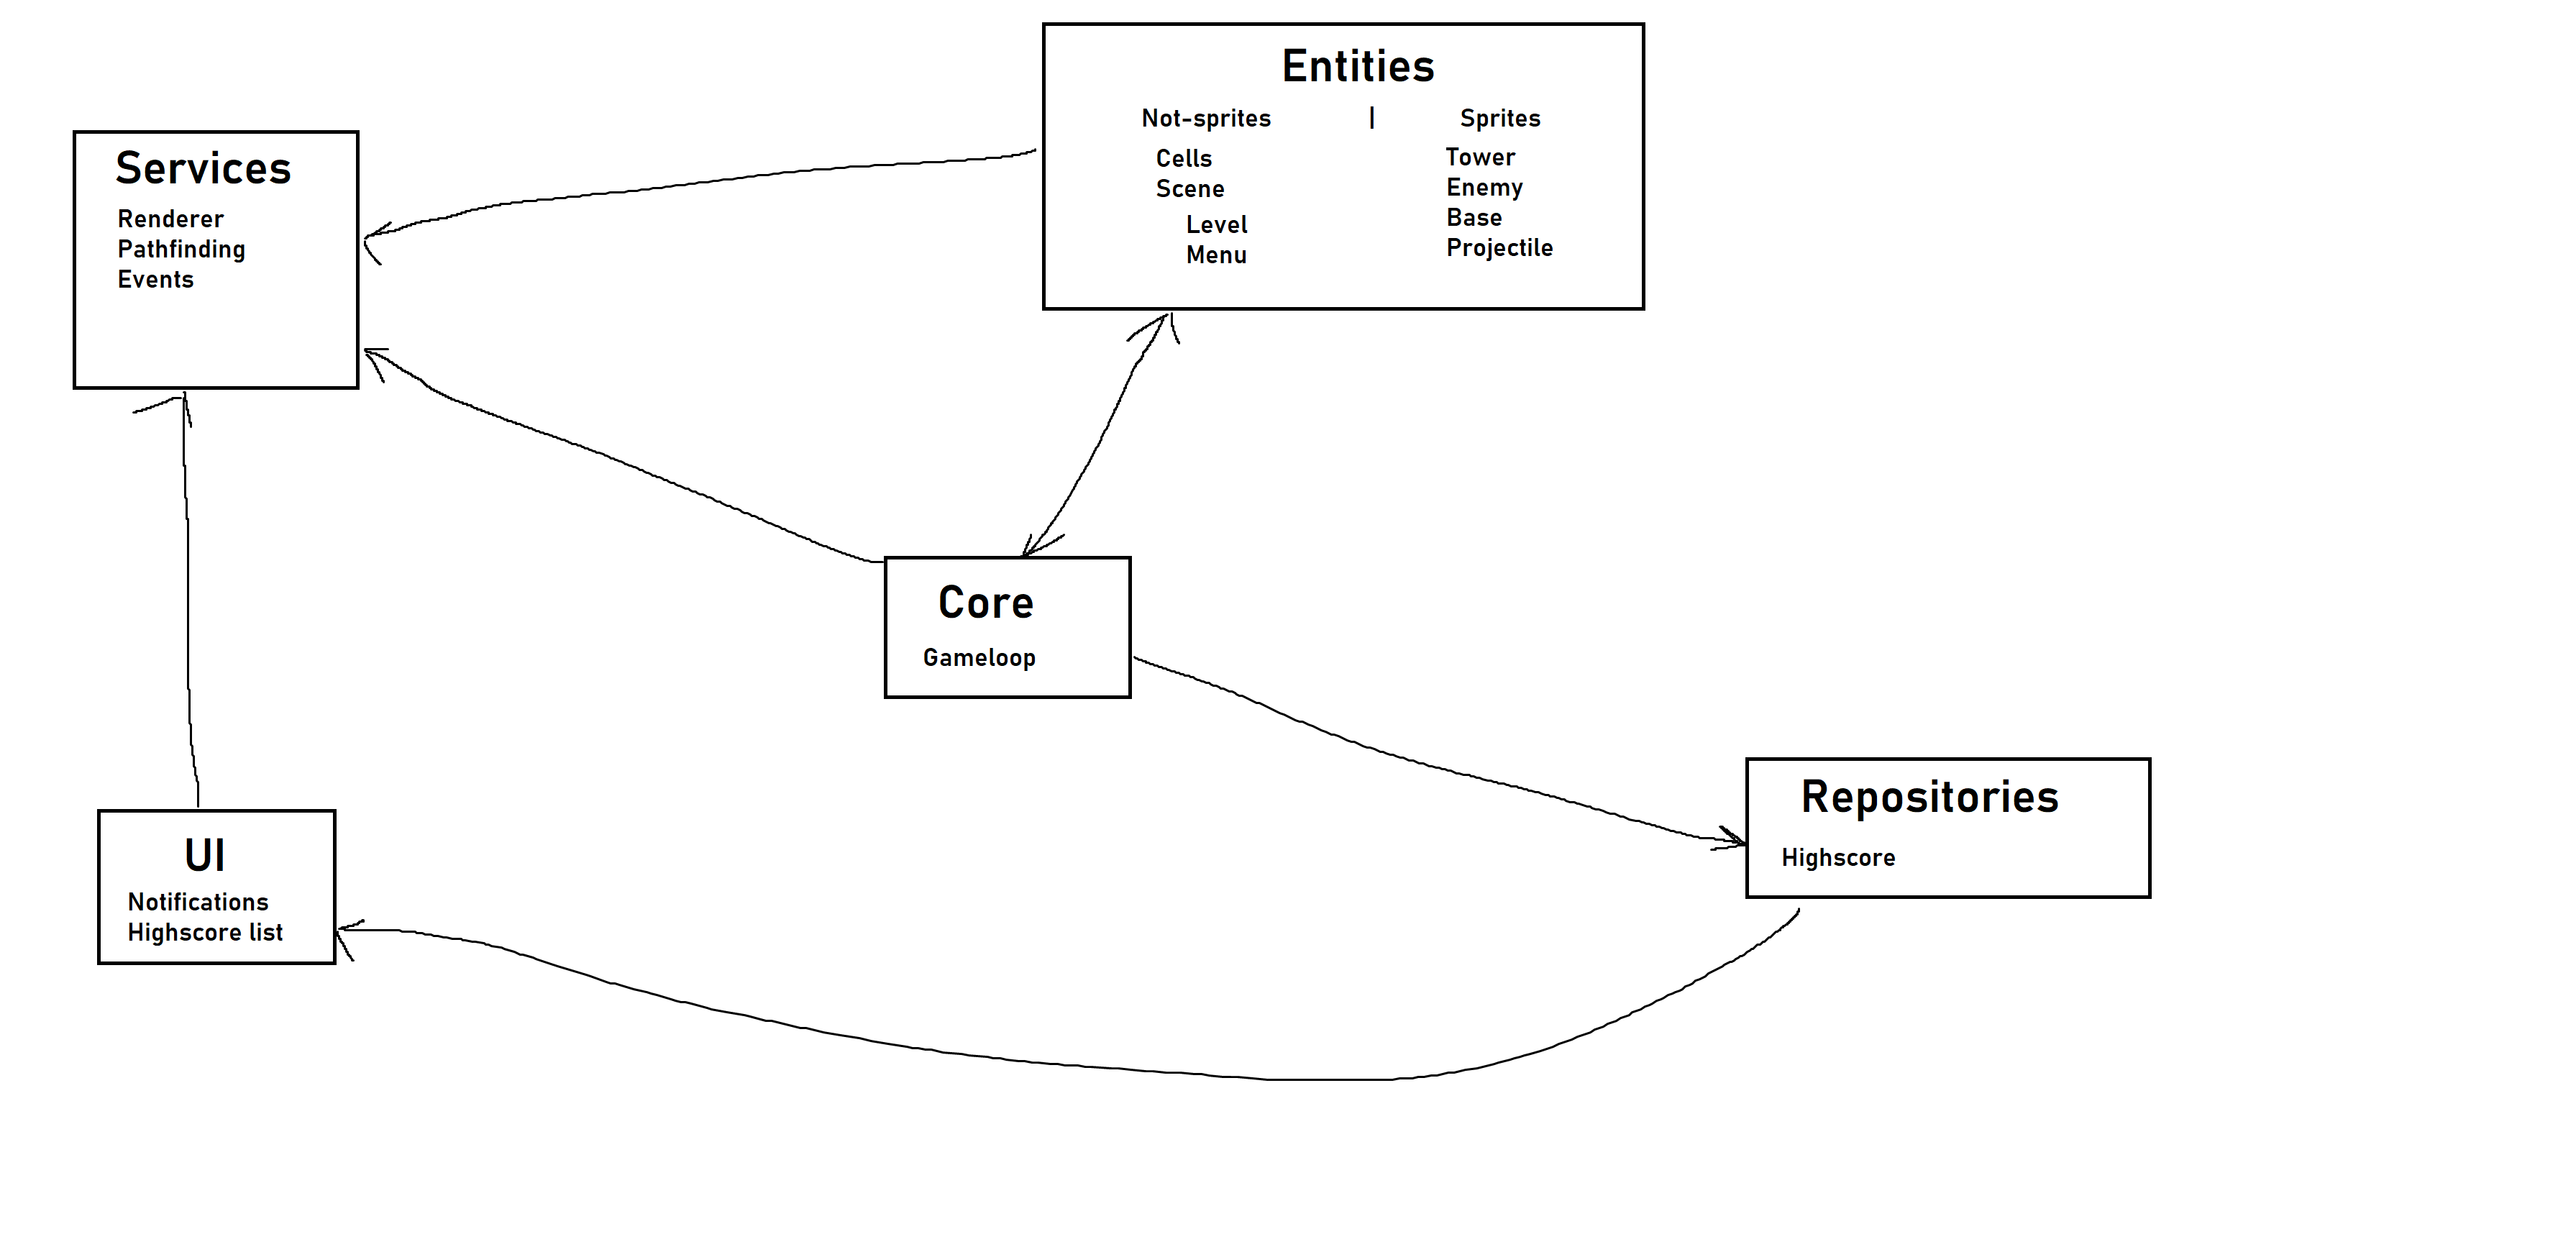 Entities
Not-sprites | Sprites
Cells
Scene
Level
Menu
Tower
Enemy
Base
Projectile
Services
Renderer
Pathfinding
Events
Core
Gameloop
Repositories
Highscore
UI
Notifications
Highscore list